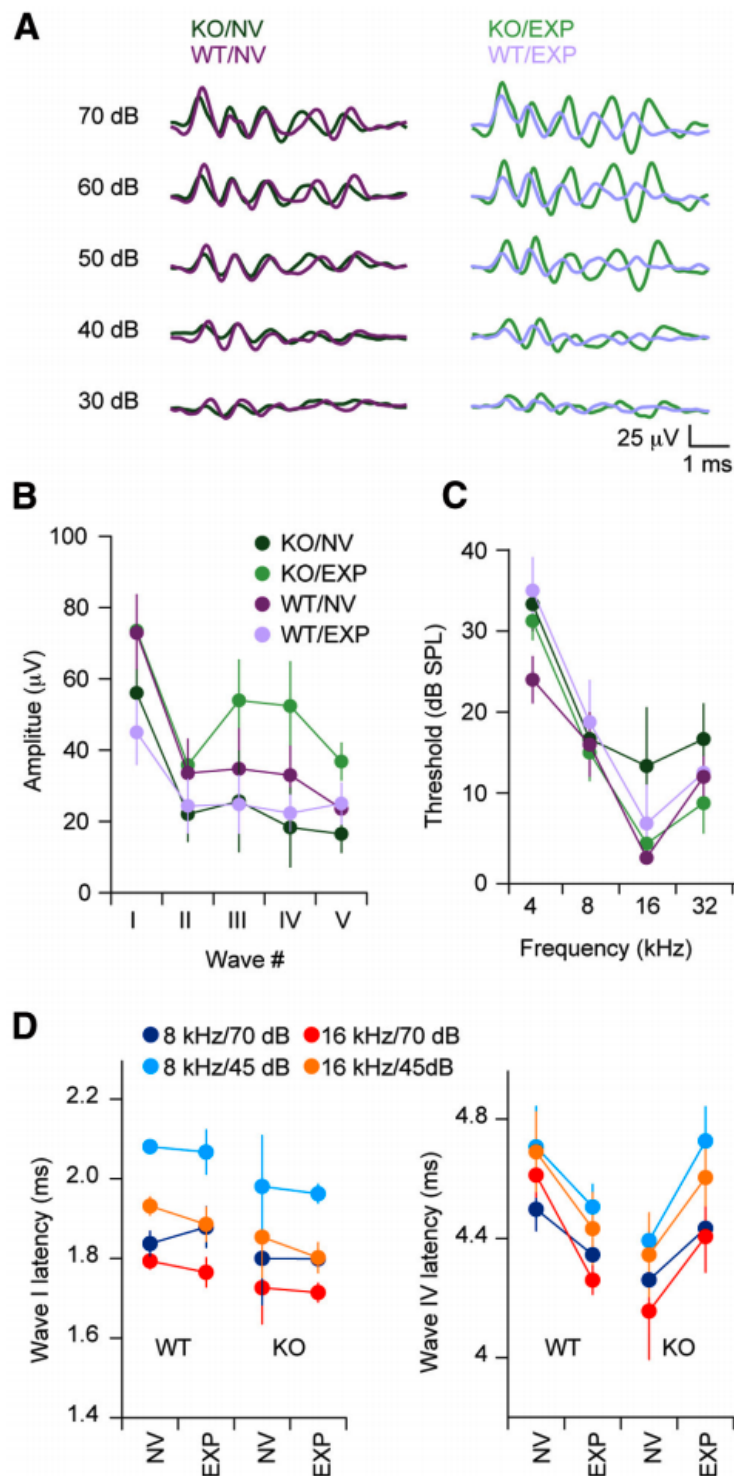 A
KO/NV
WT/NV
KO/EXP
WT/EXP
70 dB
60 dB
50 dB
40 dB
30 dB
25 μV
1 ms
B
100
80
60
40
20
0
Amplitue (μV)
I II III IV V
Wave #
KO/NV
KO/EXP
WT/NV
WT/EXP
C
40
30
20
10
0
Threshold (dB SPL)
4 8 16 32
Frequency (kHz)
D
8 kHz/70 dB
16 kHz/70 dB
8 kHz/45 dB
16 kHz/45dB
2.2
2.0
1.8
1.6
1.4
Wave I latency (ms)
WT
KO
NV
EXP
NV
EXP
4.8
4.4
4
Wave IV latency (ms)
WT
KO
NV
EXP
NV
EXP